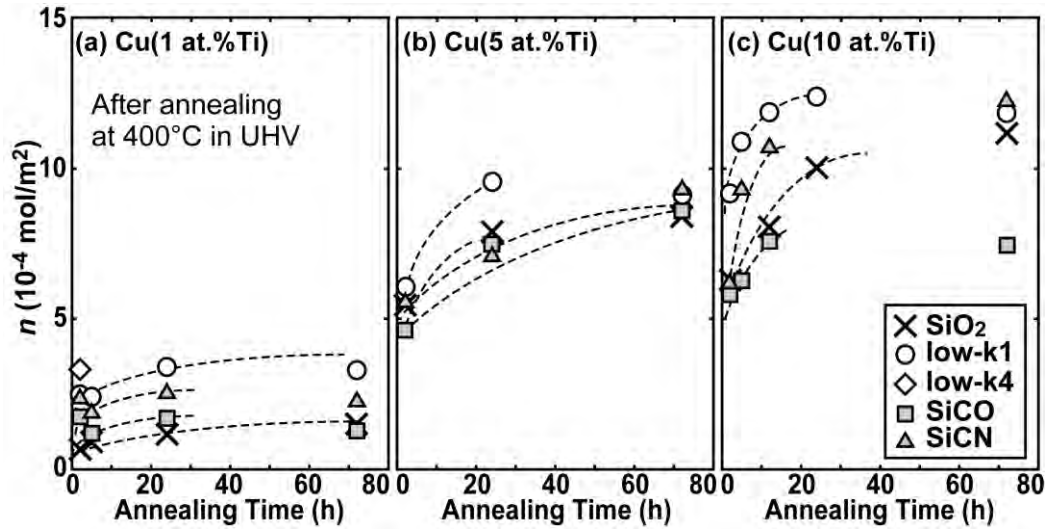 15
(a) Cu(1 at.%Ti)
(b) Cu(5 at.%Ti)
(c) Cu(10 at.%Ti)
After annealing
at 400°C in UHV
10
n (10⁻⁴ mol/m²)
5
SiO₂
low-k1
low-k4
SiCO
SiCN
0
0 20 40 60 80 0 20 40 60 80 0 20 40 60 80
Annealing Time (h) Annealing Time (h) Annealing Time (h)